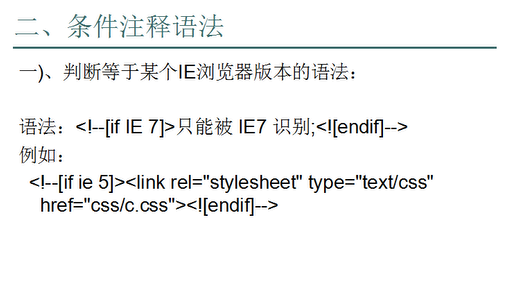 二、条件注释语法
一)、判断等于某个IE浏览器版本的语法：
语法：<!--[if IE 7]>只能被 IE7 识别;<![endif]-->
例如：
<!--[if ie 5]><link rel="stylesheet" type="text/css"
href="css/c.css"><![endif]-->